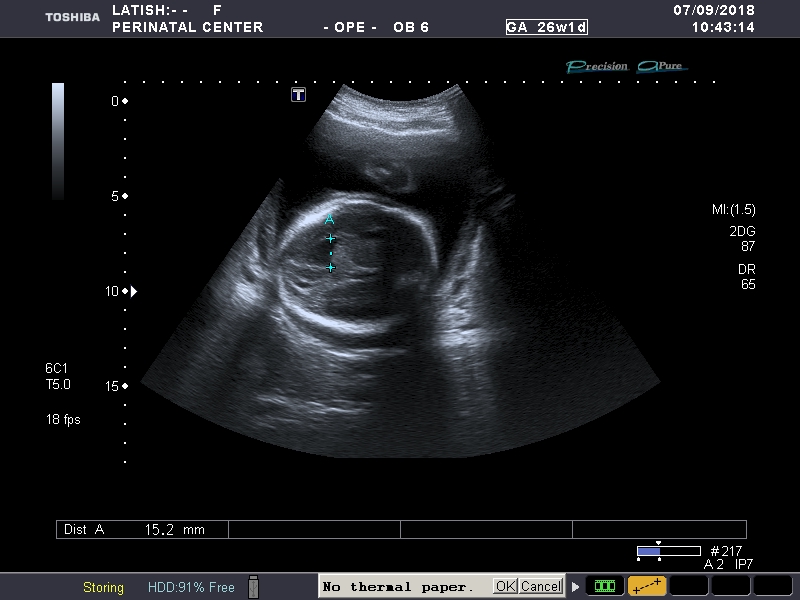 TOSHIBA
LATISH:- - F
PERINATAL CENTER - OPE - OB 6
GA 26w1d
07/09/2018
10:43:14
Precision APure
T
0
5
10
15
A
MI:(1.5)
2DG
87
DR
65
6C1
T5.0
18 fps
Dist A 15.2 mm
#217
A 2 IP7
Storing HDD:91% Free No thermal paper. OK Cancel